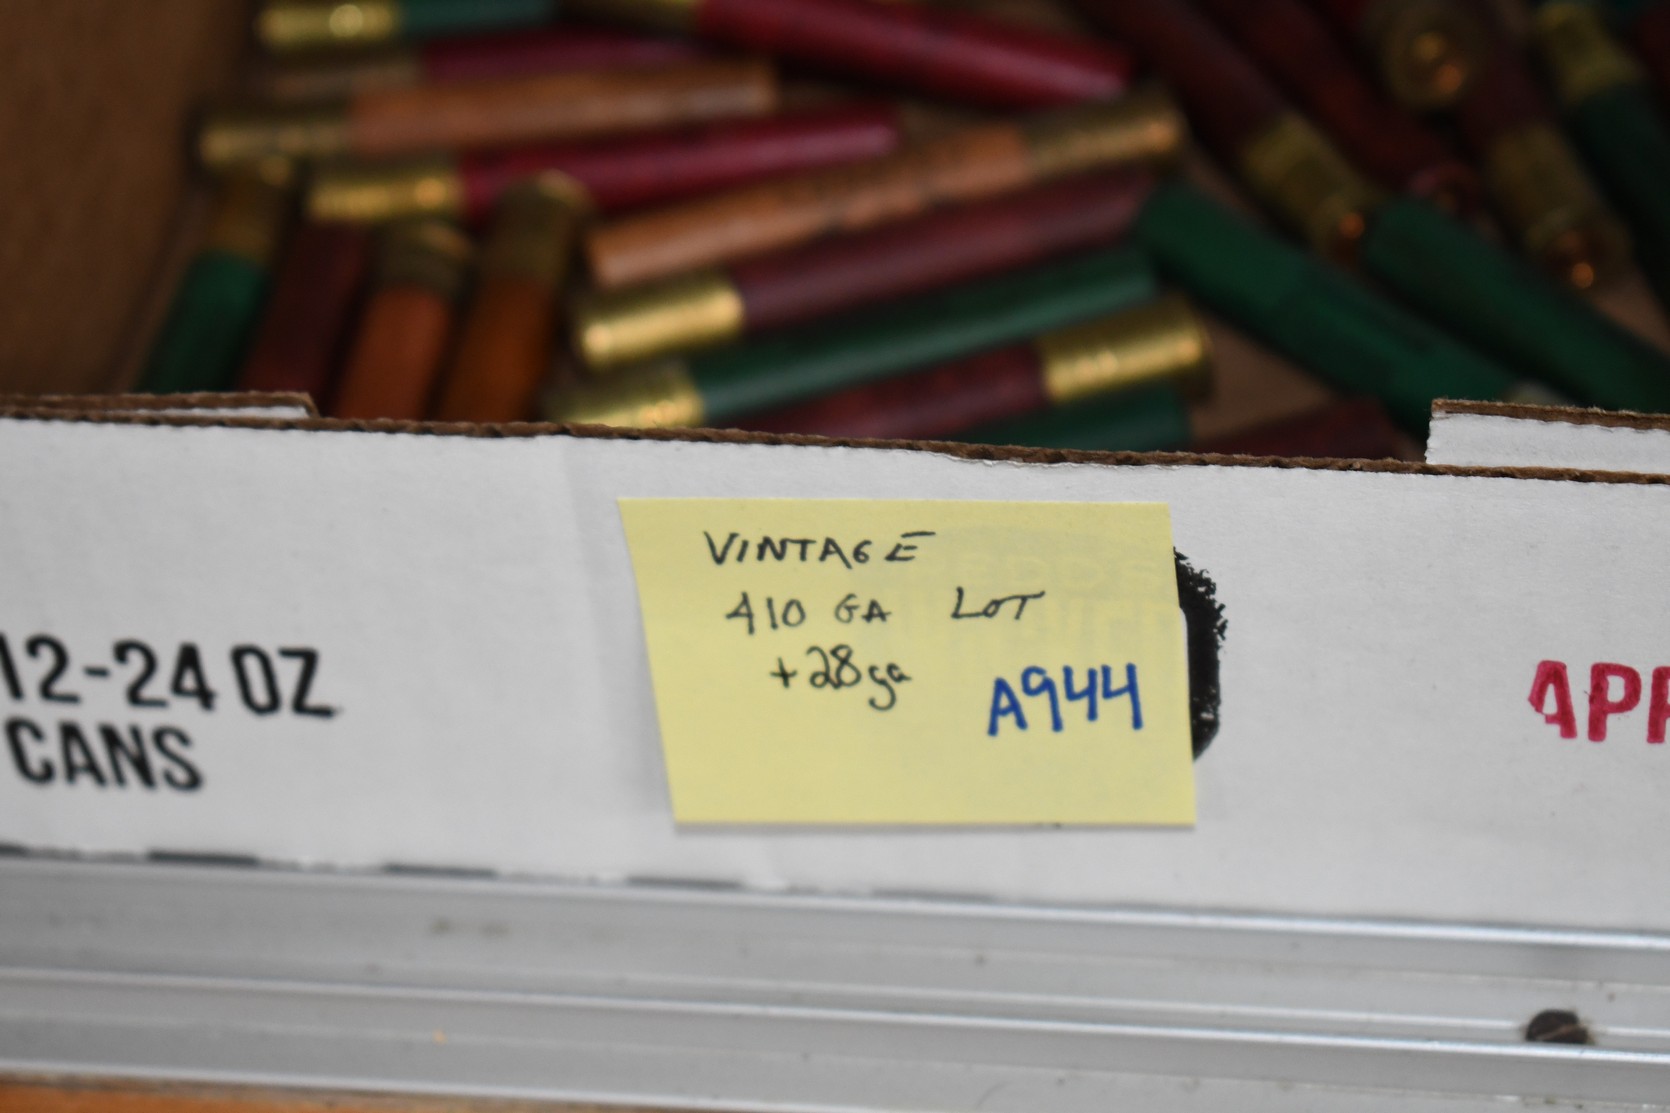 VINTAGE
410 GA LOT
+28ga
A944
12-24 OZ
CANS
APP